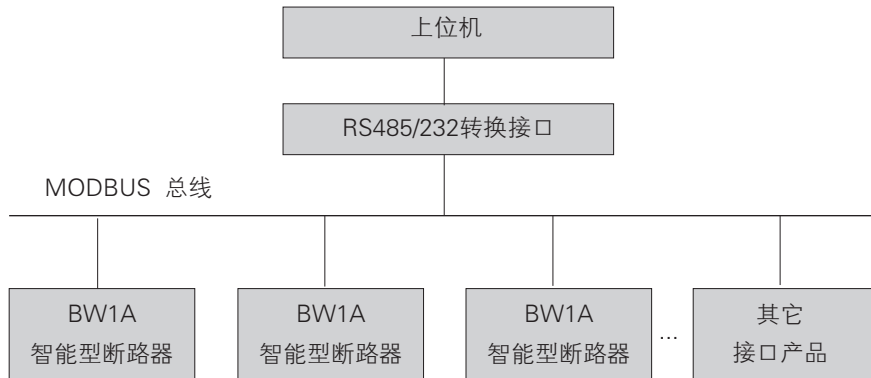 上位机
RS485/232转换接口
MODBUS 总线
BW1A
智能型断路器
BW1A
智能型断路器
BW1A
智能型断路器
...
其它
接口产品